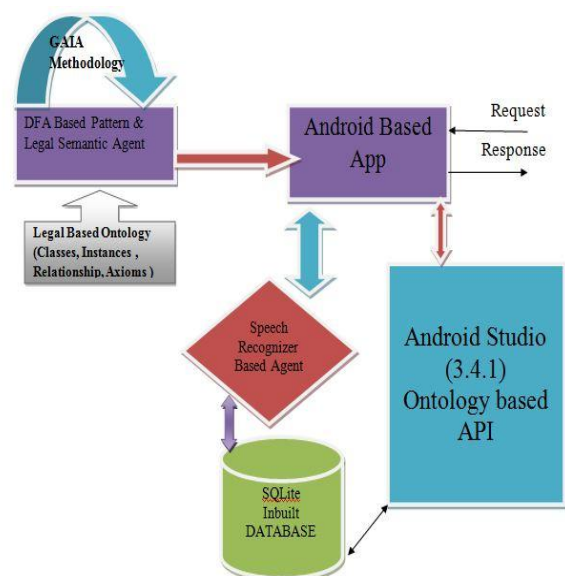 GAIA
Methodology
DFA Based Pattern &
Legal Semantic Agent
Legal Based Ontology
(Classes, Instances ,
Relationship, Axioms )
Android Based
App
Request
Response
Speech
Recognizer
Based Agent
SQLite
Inbuilt
DATABASE
Android Studio
(3.4.1)
Ontology based
API